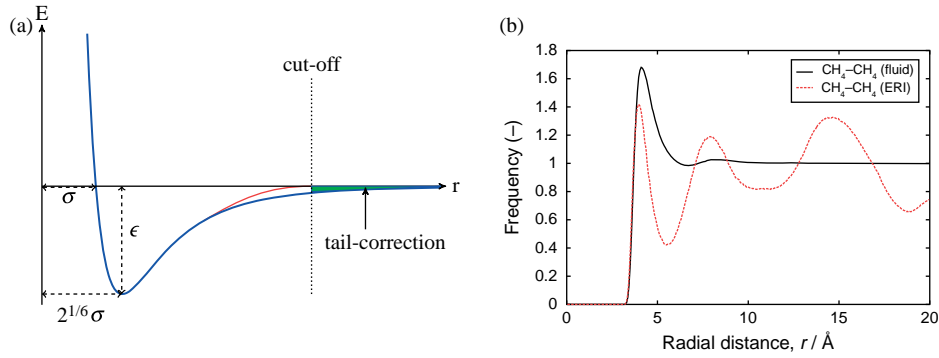 (a)
E
cut-off
r
σ
ϵ
tail-correction
2^{1/6} σ
(b)
CH₄–CH₄ (fluid)
CH₄–CH₄ (ERI)
Frequency (–)
1.8
1.6
1.4
1.2
1
0.8
0.6
0.4
0.2
0
0 5 10 15 20
Radial distance, r / Å